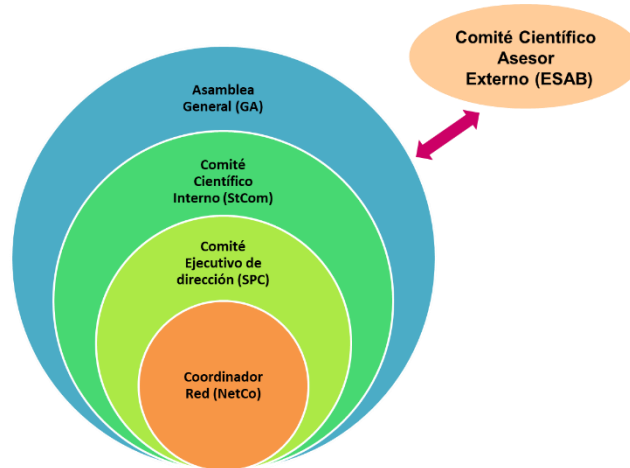 Comité Científico
Asesor
Externo (ESAB)
Asamblea
General (GA)
Comité
Científico
Interno (StCom)
Comité
Ejecutivo de
dirección (SPC)
Coordinador
Red (NetCo)